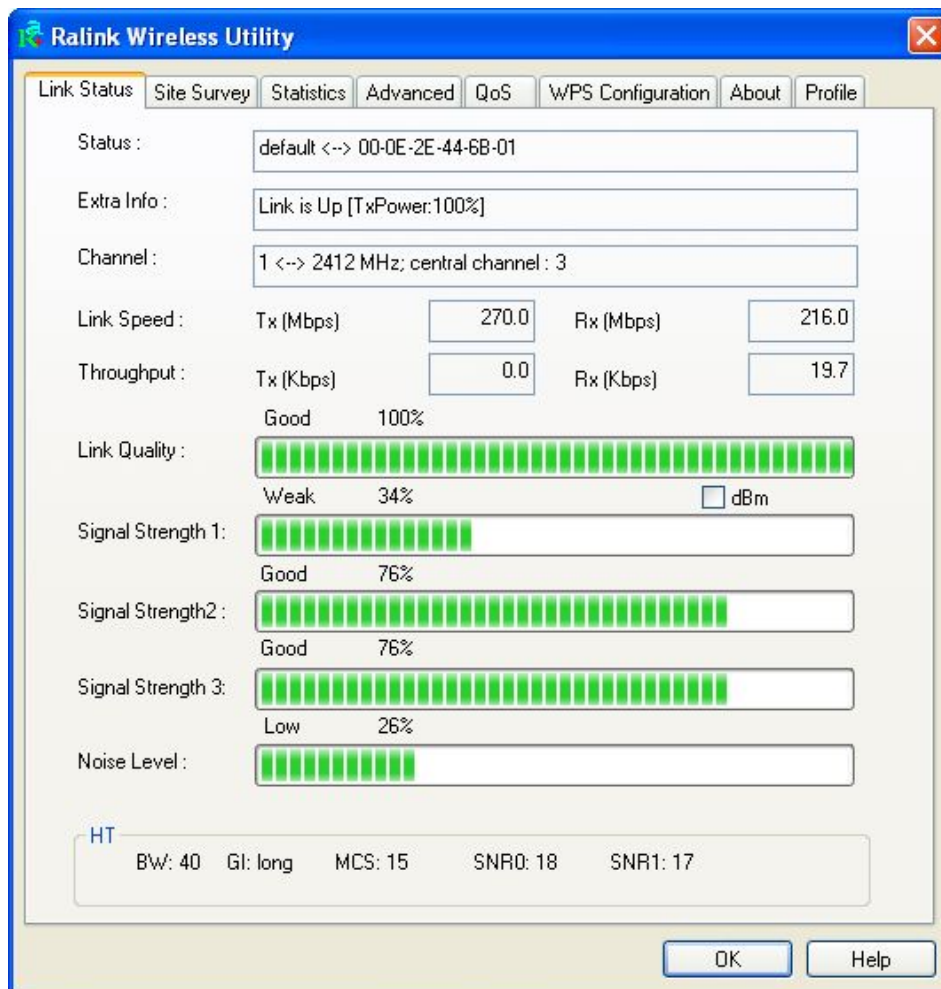 Ralink Wireless Utility
Link Status Site Survey Statistics Advanced QoS WPS Configuration About Profile
Status : default <--> 00-0E-2E-44-6B-01
Extra Info : Link is Up [TxPower:100%]
Channel : 1 <--> 2412 MHz; central channel : 3
Link Speed : Tx (Mbps) 270.0 Rx (Mbps) 216.0
Throughput : Tx (Kbps) 0.0 Rx (Kbps) 19.7
Good 100%
Link Quality :
Weak 34% dBm
Signal Strength 1:
Good 76%
Signal Strength2 :
Good 76%
Signal Strength 3:
Low 26%
Noise Level :
HT
BW: 40 GI: long MCS: 15 SNR0: 18 SNR1: 17
OK Help